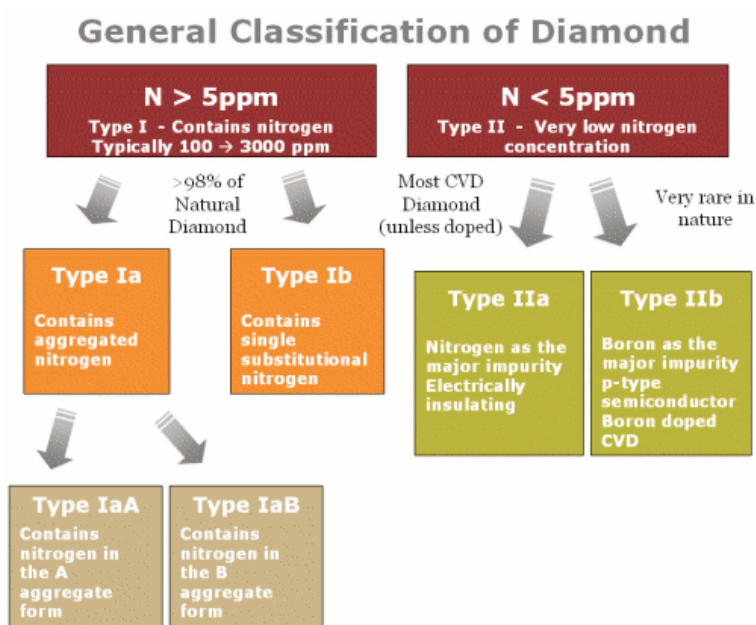 General Classification of Diamond
N > 5ppm
Type I - Contains nitrogen
Typically 100 → 3000 ppm
N < 5ppm
Type II - Very low nitrogen
concentration
>98% of
Natural
Diamond
Most CVD
Diamond
(unless doped)
Very rare in
nature
Type Ia
Contains
aggregated
nitrogen
Type Ib
Contains
single
substitutional
nitrogen
Type IIa
Nitrogen as the
major impurity
Electrically
insulating
Type IIb
Boron as the
major impurity
p-type
semiconductor
Boron doped
CVD
Type IaA
Contains
nitrogen in
the A
aggregate
form
Type IaB
Contains
nitrogen in
the B
aggregate
form